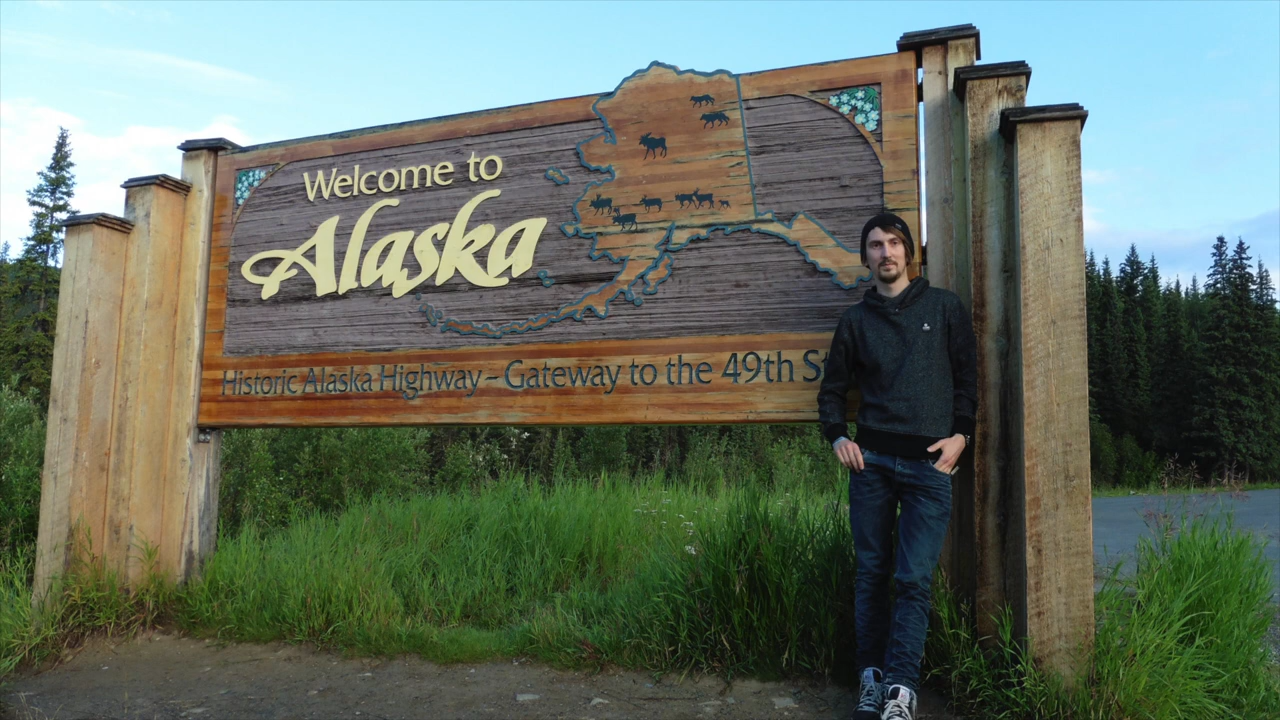 Welcome to
Alaska
Historic Alaska Highway – Gateway to the 49th